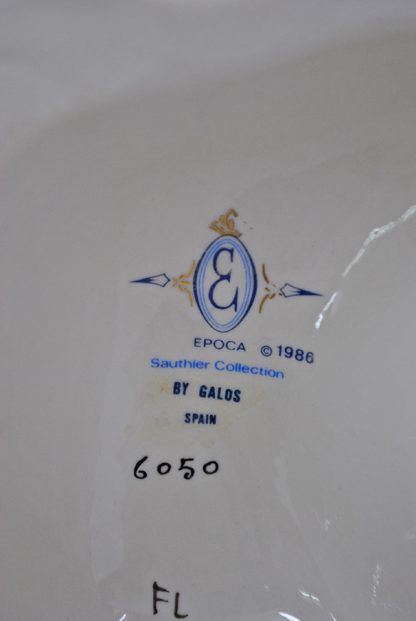 E
EPOCA © 1986
Sauthier Collection
BY GALOS
SPAIN
6050
FL